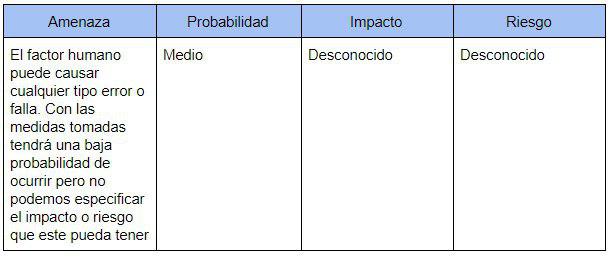 Amenaza Probabilidad Impacto Riesgo
El factor humano Medio Desconocido Desconocido
puede causar
cualquier tipo error o
falla. Con las
medidas tomadas
tendrá una baja
probabilidad de
ocurrir pero no
podemos especificar
el impacto o riesgo
que este pueda tener